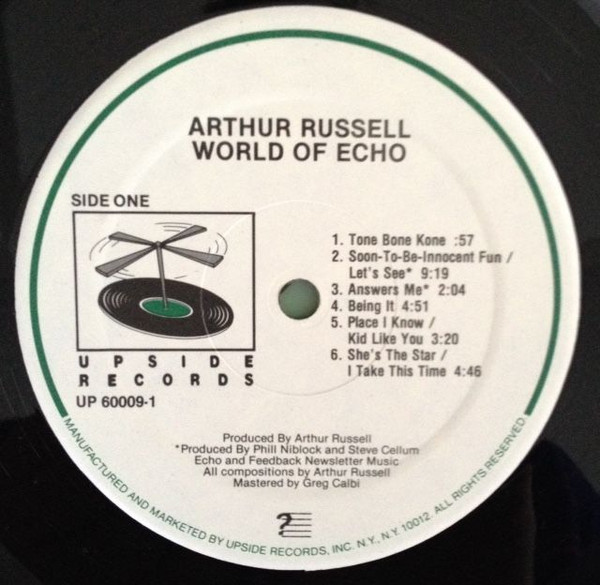 ARTHUR RUSSELL
WORLD OF ECHO
SIDE ONE
UPSIDE
RECORDS
UP 60009-1
1. Tone Bone Kone :57
2. Soon-To-Be-Innocent Fun /
Let's See* 9:19
3. Answers Me* 2:04
4. Being It 4:51
5. Place I Know /
Kid Like You 3:20
6. She's The Star /
I Take This Time 4:46
Produced By Arthur Russell
*Produced By Phill Niblock and Steve Cellum
Echo and Feedback Newsletter Music
All compositions by Arthur Russell
Mastered by Greg Calbi
?
MANUFACTURED AND MARKETED BY UPSIDE RECORDS, INC. N.Y., N.Y. 10012. ALL RIGHTS RESERVED